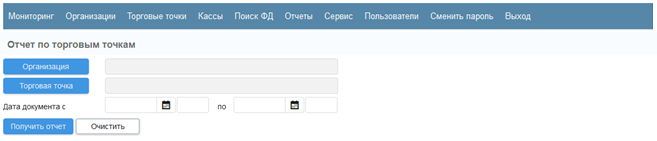 Мониторинг Организации Торговые точки Кассы Поиск ФД Отчеты Сервис Пользователи Сменить пароль Выход
Отчет по торговым точкам
Организация
Торговая точка
Дата документа с по
Получить отчет Очистить